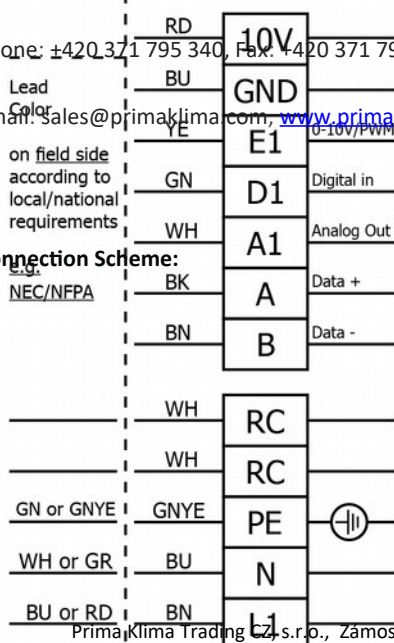 RD 10V
one: +420 371 795 340, Fax: +420 371 79
Lead BU GND
Color
mail: sales@primaklima.com, www.prima
YE E1 0-10V/PWM
on field side
according to GN D1 Digital in
local/national
requirements WH A1 Analog Out
onnection Scheme:
e.g.
NEC/NFPA BK A Data +
BN B Data -
WH RC
WH RC
GN or GNYE GNYE PE
WH or GR BU N
BU or RD BN L1
Prima Klima Trading CZ, s.r.o., Zámos